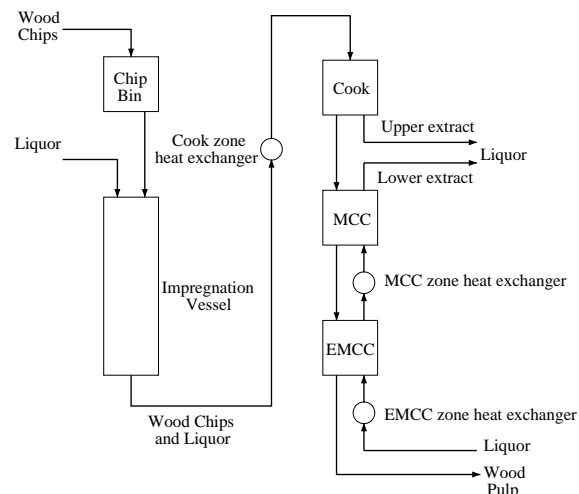 Wood
Chips
Chip
Bin
Liquor
Cook zone
heat exchanger
Impregnation
Vessel
Wood Chips
and Liquor
Cook
Upper extract
Liquor
Lower extract
MCC
MCC zone heat exchanger
EMCC
EMCC zone heat exchanger
Liquor
Wood
Pulp